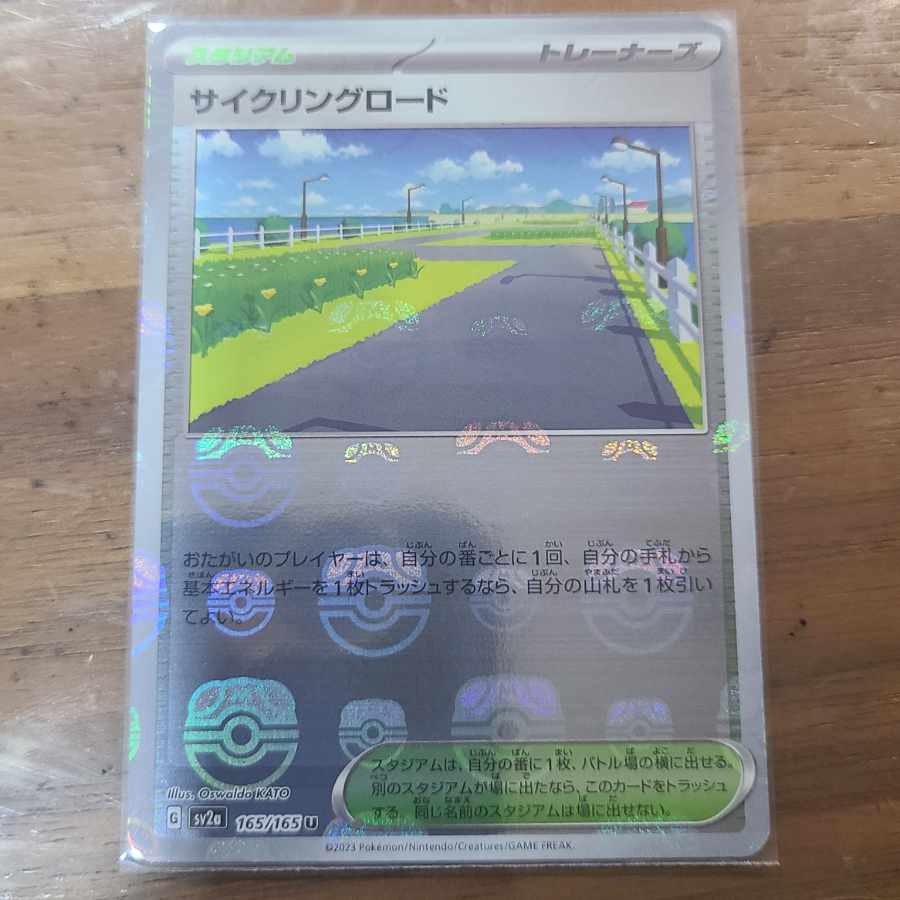 スタジアム
トレーナーズ
サイクリングロード
おたがいのプレイヤーは、自分の番ごとに1回、自分の手札から
基本エネルギーを1枚トラッシュするなら、自分の山札を1枚引い
てよい。
スタジアムは、自分の番に1枚、バトル場の横に出せる。
別のスタジアムが場に出たなら、このカードをトラッシュ
する。同じ名前のスタジアムは場に出せない。
Illus. Oswaldo KATO
G sv2a 165/165 U
©2023 Pokémon/Nintendo/Creatures/GAME FREAK.